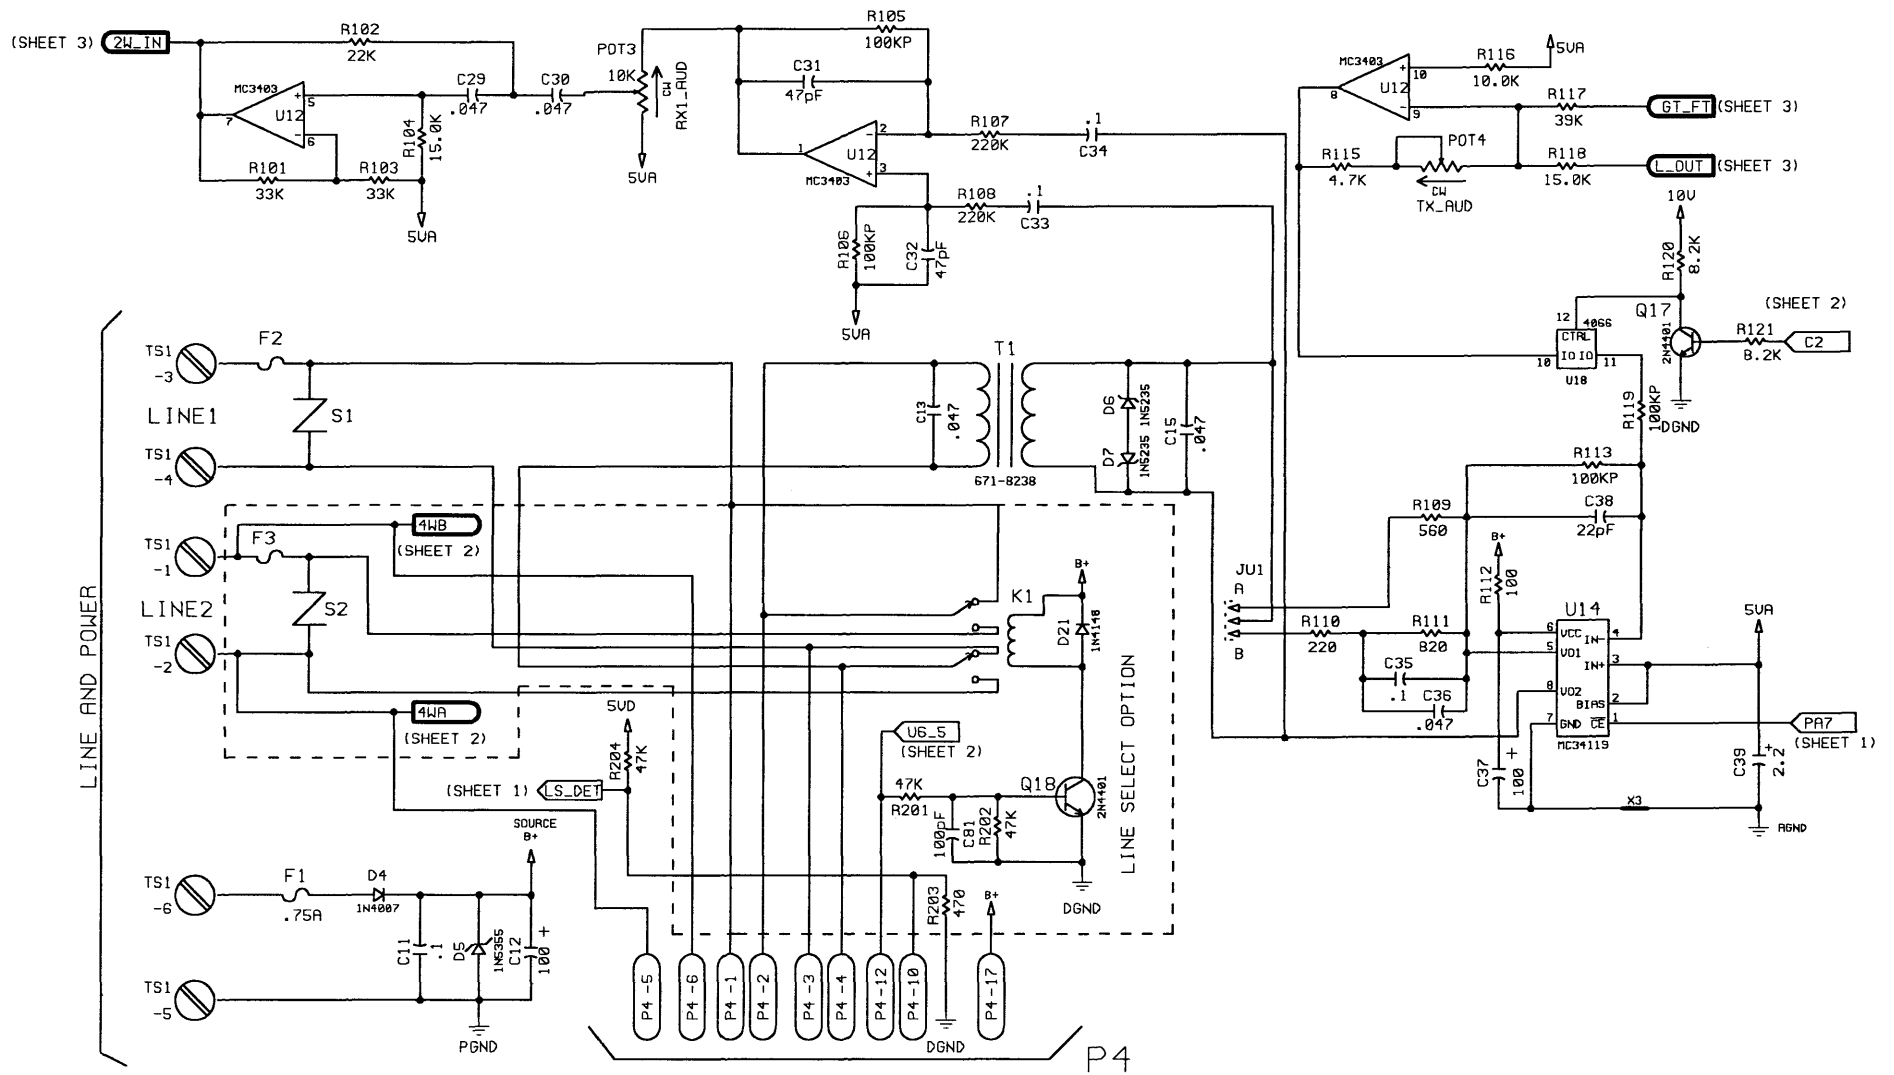 (SHEET 3)
2W_IN
R102
22K
MC3403
U12
5
6
7
C29
.047
C30
.047
R104
15.0K
R101
33K
R103
33K
5VA
POT3
10K
CW
RX1_AUD
5VA
R105
100KP
C31
47pF
1
2
3
U12
MC3403
R107
220K
.1
C34
R108
220K
.1
C33
R106
100KP
C32
47pF
5VA
MC3403
U12
8
10
9
R116
10.0K
5VA
R117
39K
GT_FT
(SHEET 3)
R115
4.7K
POT4
CW
TX_AUD
R118
15.0K
L_OUT
(SHEET 3)
10V
R120
8.2K
Q17
2N4401
(SHEET 2)
R121
8.2K
C2
DGND
12
4066
CTRL
IO IO
10
11
U18
R119
100KP
LINE AND POWER
TS1
-3
F2
LINE1
S1
TS1
-4
TS1
-1
F3
4WB
(SHEET 2)
LINE2
S2
TS1
-2
4WA
(SHEET 2)
C13
.047
T1
671-8238
D6
1N5235
D7
1N5235
C15
.047
K1
B+
D21
1N4148
LINE SELECT OPTION
JU1
A
B
R109
560
R110
220
R111
820
C35
.1
C36
.047
R113
100KP
C38
22pF
B+
R112
100
U14
6
VCC
IN-
4
5
VO1
IN+
3
8
VO2
BIAS
2
7
GND
CE
1
MC34119
5VA
PA7
(SHEET 1)
C37
100
+
X3
C39
2.2
+
AGND
5VD
R204
47K
(SHEET 1)
LS_DET
U6_5
(SHEET 2)
47K
R201
100pF
C81
R202
47K
Q18
2N4401
DGND
R203
470
B+
TS1
-6
F1
.75A
D4
1N4007
SOURCE
B+
C11
.1
D5
1N5355
C12
100
+
TS1
-5
PGND
P4-5
P4-6
P4-1
P4-2
P4-3
P4-4
P4-12
P4-10
DGND
P4-17
P4